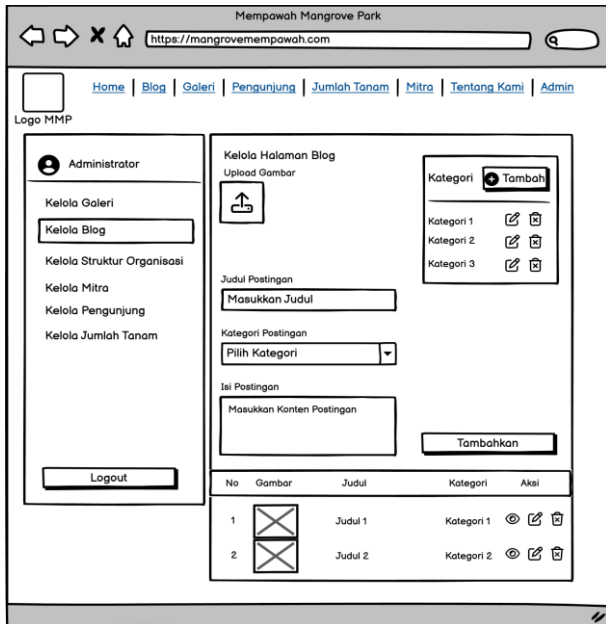 Mempawah Mangrove Park
https://mangrovemempawah.com
Home | Blog | Galeri | Pengunjung | Jumlah Tanam | Mitra | Tentang Kami | Admin
Logo MMP
Administrator
Kelola Galeri
Kelola Blog
Kelola Struktur Organisasi
Kelola Mitra
Kelola Pengunjung
Kelola Jumlah Tanam
Logout
Kelola Halaman Blog
Upload Gambar
Kategori Tambah
Kategori 1
Kategori 2
Kategori 3
Judul Postingan
Masukkan Judul
Kategori Postingan
Pilih Kategori
Isi Postingan
Masukkan Konten Postingan
Tambahkan
No Gambar Judul Kategori Aksi
1 Judul 1 Kategori 1
2 Judul 2 Kategori 2